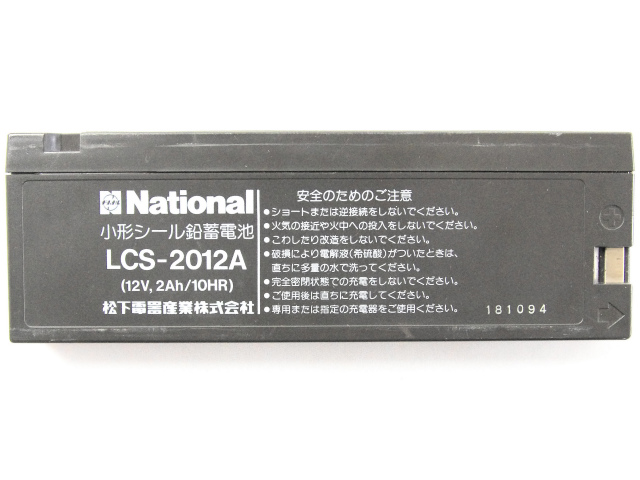 National
小形シール鉛蓄電池
LCS-2012A
(12V, 2Ah/10HR)
松下電器産業株式会社
安全のためのご注意
●ショートまたは逆接続をしないでください。
●火気の接近や火中への投入をしないでください。
●こわしたり改造をしないでください。
●破損により電解液(希硫酸)がついたときは、
直ちに多量の水で洗ってください。
●完全密閉状態での充電をしないでください。
●ご使用後は直ちに充電してください。
●専用または指定の充電器をご使用ください。
181094